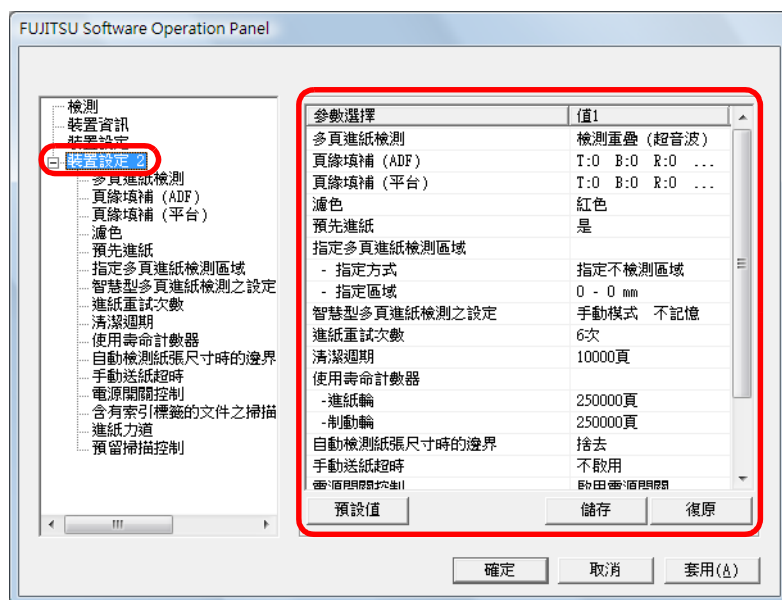 FUJITSU Software Operation Panel
檢測
裝置資訊
裝置設定
裝置設定 2
多頁進紙檢測
頁緣填補 (ADF)
頁緣填補 (平台)
濾色
預先進紙
指定多頁進紙檢測區域
智慧型多頁進紙檢測之設定
進紙重試次數
清潔週期
使用壽命計數器
自動檢測紙張尺寸時的邊界
手動送紙超時
電源開關控制
含有索引標籤的文件之掃描
進紙力道
預留掃描控制
參數選擇 值1
多頁進紙檢測 檢測重疊 (超音波)
頁緣填補 (ADF) T:0 B:0 R:0 ...
頁緣填補 (平台) T:0 B:0 R:0 ...
濾色 紅色
預先進紙 是
指定多頁進紙檢測區域
- 指定方式 指定不檢測區域
- 指定區域 0 - 0 mm
智慧型多頁進紙檢測之設定 手動模式 不記憶
進紙重試次數 6次
清潔週期 10000頁
使用壽命計數器
-進紙輪 250000頁
-制動輪 250000頁
自動檢測紙張尺寸時的邊界 捨去
手動送紙超時 不啟用
電源開關控制 啟用電源開關
預設值 儲存 復原
確定 取消 套用(A)